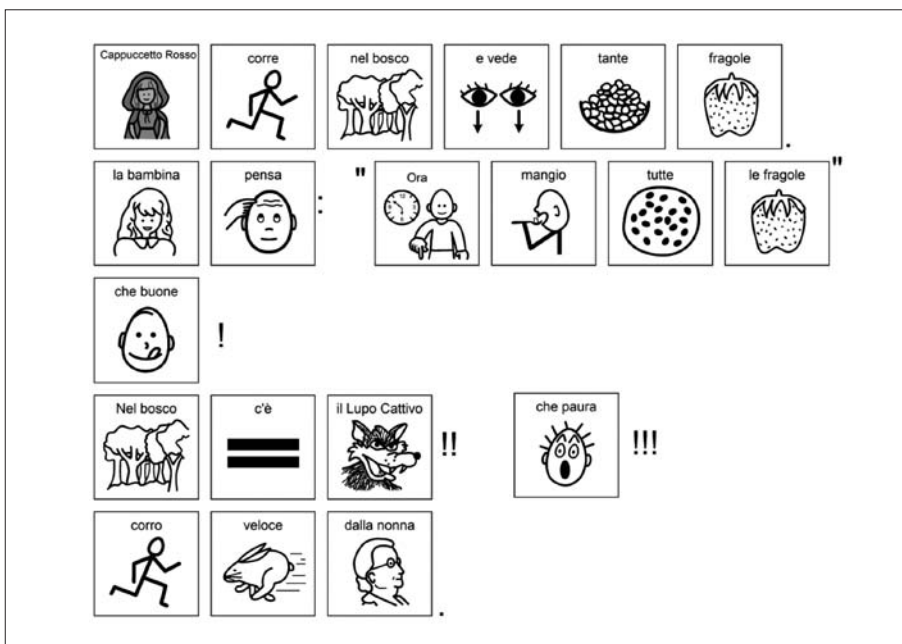 Cappuccetto Rosso corre nel bosco e vede tante fragole.
la bambina pensa: "Ora mangio tutte le fragole"
che buone!
Nel bosco c'è il Lupo Cattivo!! che paura!!!
corro veloce dalla nonna.